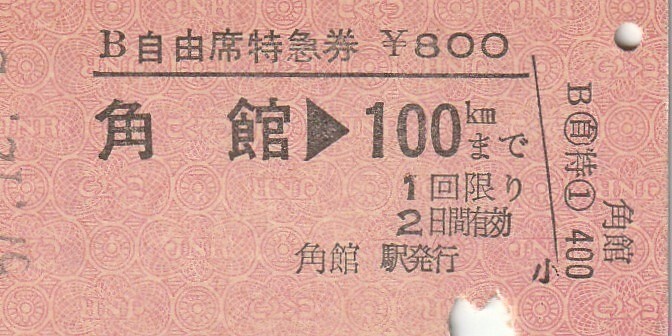 B自由席特急券 ¥800
角館▶100kmまで
1回限り
2日間有効
角館 駅発行
B自特1 400
角館
小